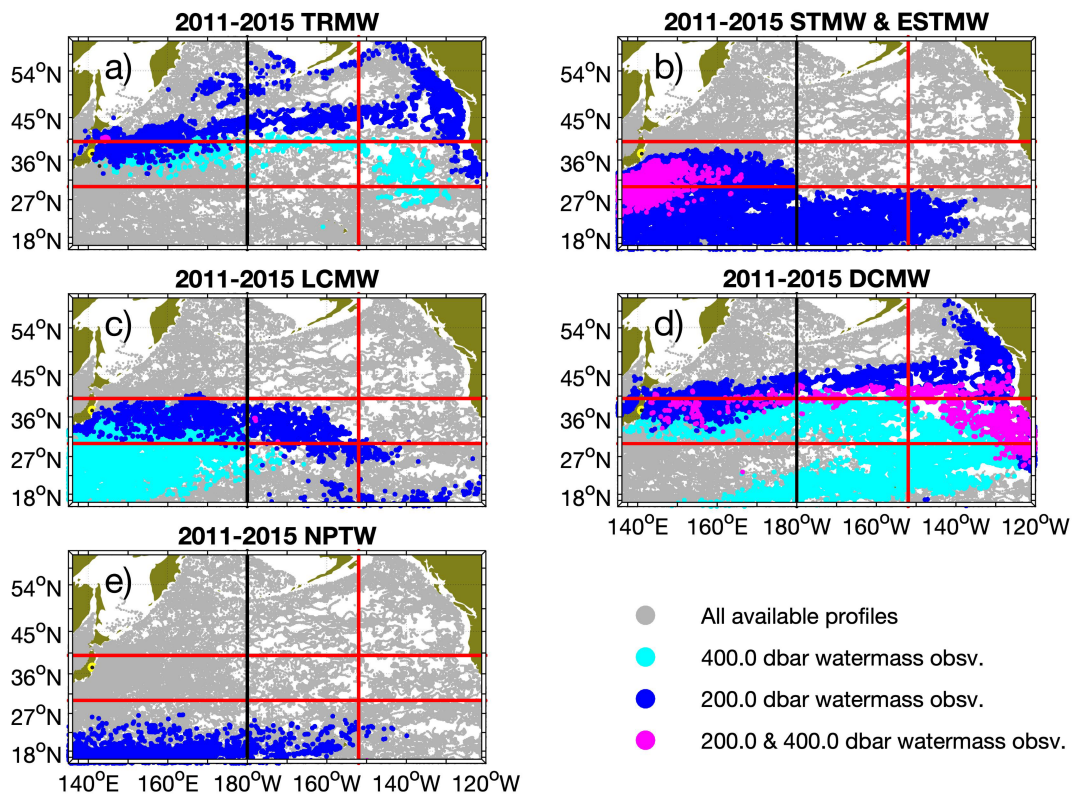 2011-2015 TRMW
a)
54°N
45°N
36°N
27°N
18°N
2011-2015 STMW & ESTMW
b)
54°N
45°N
36°N
27°N
18°N
2011-2015 LCMW
c)
54°N
45°N
36°N
27°N
18°N
2011-2015 DCMW
d)
54°N
45°N
36°N
27°N
18°N
140°E 160°E 180°W 160°W 140°W 120°W
2011-2015 NPTW
e)
54°N
45°N
36°N
27°N
18°N
140°E 160°E 180°W 160°W 140°W 120°W
All available profiles
400.0 dbar watermass obsv.
200.0 dbar watermass obsv.
200.0 & 400.0 dbar watermass obsv.